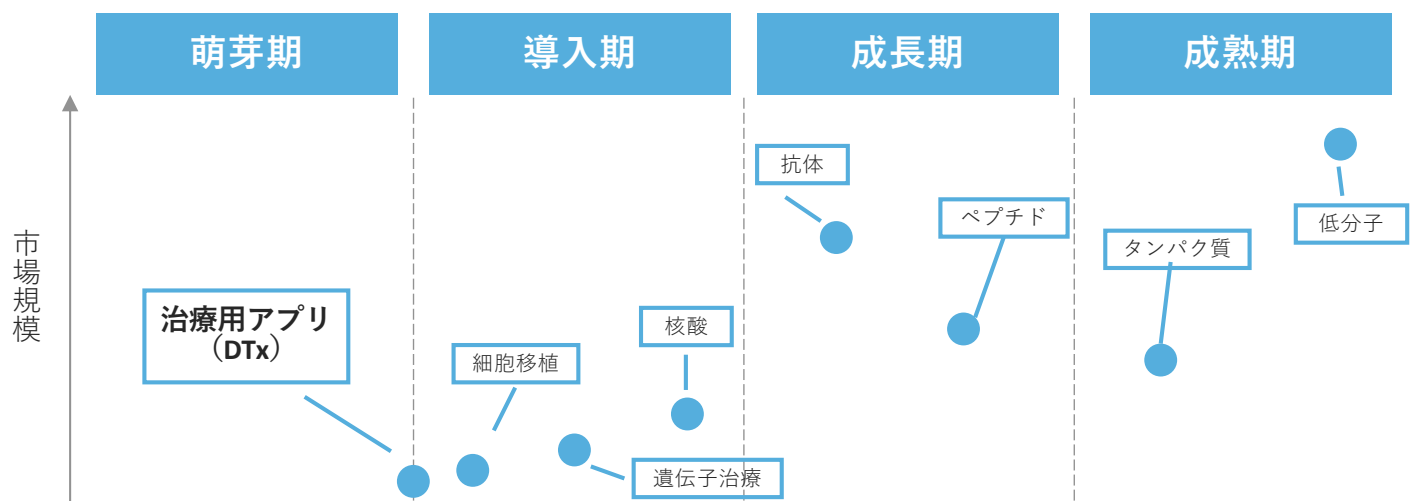 萌芽期
導入期
成長期
成熟期
市場規模
抗体
ペプチド
低分子
タンパク質
治療用アプリ
（DTx）
核酸
細胞移植
遺伝子治療